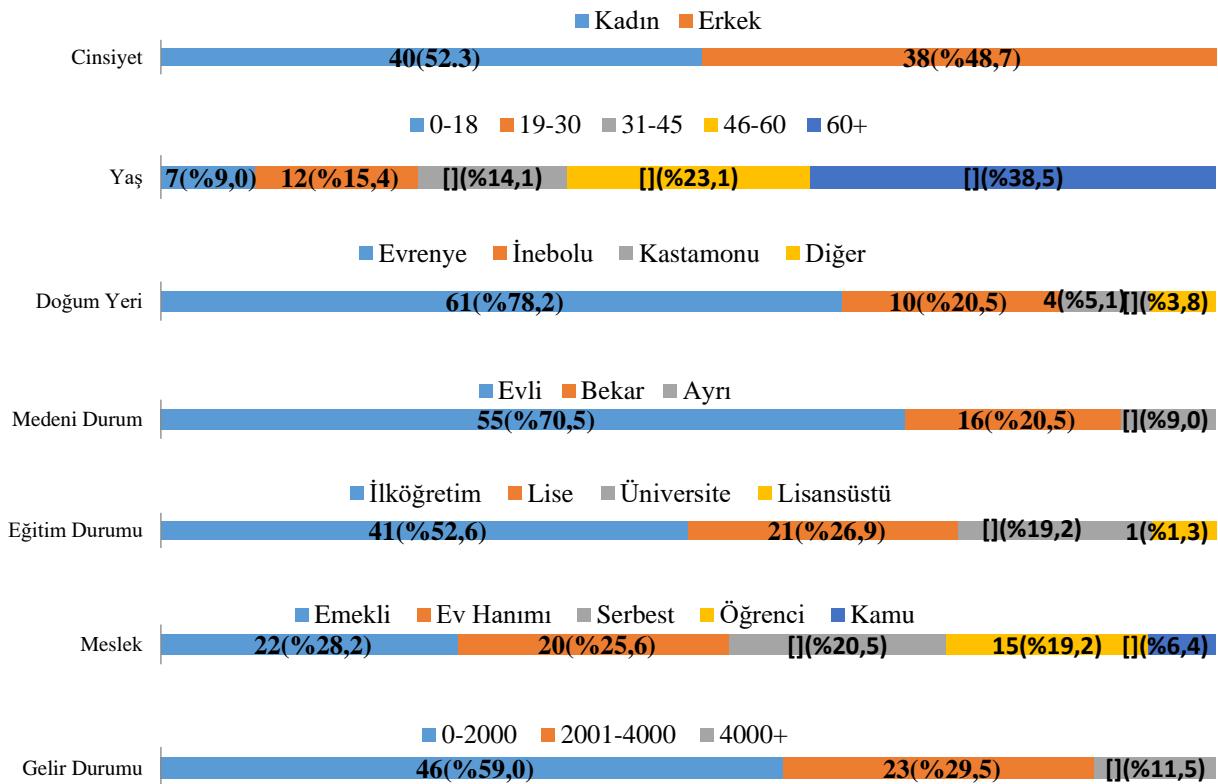 Kadın Erkek
Cinsiyet 40(52.3) 38(%48,7)
0-18 19-30 31-45 46-60 60+
Yaş 7(%9,0) 12(%15,4) [](%14,1) [](%23,1) [](%38,5)
Evrenye İnebolu Kastamonu Diğer
Doğum Yeri 61(%78,2) 10(%20,5) 4(%5,1) [](%3,8)
Evli Bekar Ayrı
Medeni Durum 55(%70,5) 16(%20,5) [](%9,0)
İlköğretim Lise Üniversite Lisansüstü
Eğitim Durumu 41(%52,6) 21(%26,9) [](%19,2) 1(%1,3)
Emekli Ev Hanımı Serbest Öğrenci Kamu
Meslek 22(%28,2) 20(%25,6) [](%20,5) 15(%19,2) [](%6,4)
0-2000 2001-4000 4000+
Gelir Durumu 46(%59,0) 23(%29,5) [](%11,5)